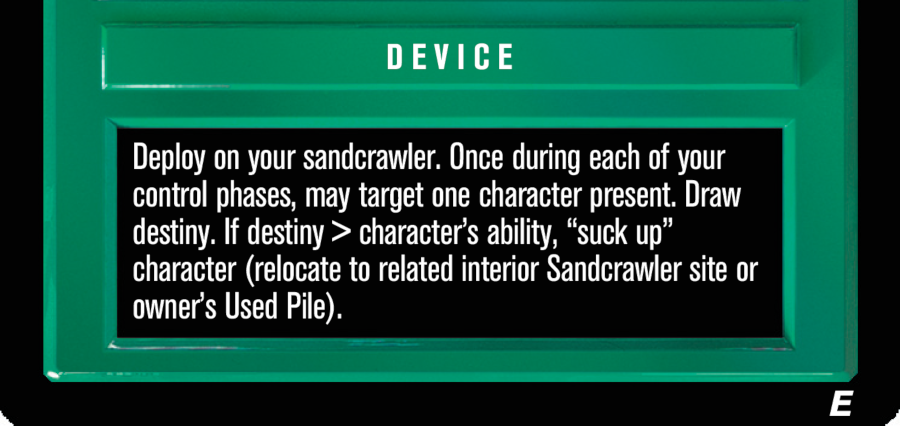 DEVICE
Deploy on your sandcrawler. Once during each of your
control phases, may target one character present. Draw
destiny. If destiny > character’s ability, “suck up”
character (relocate to related interior Sandcrawler site or
owner’s Used Pile).
E